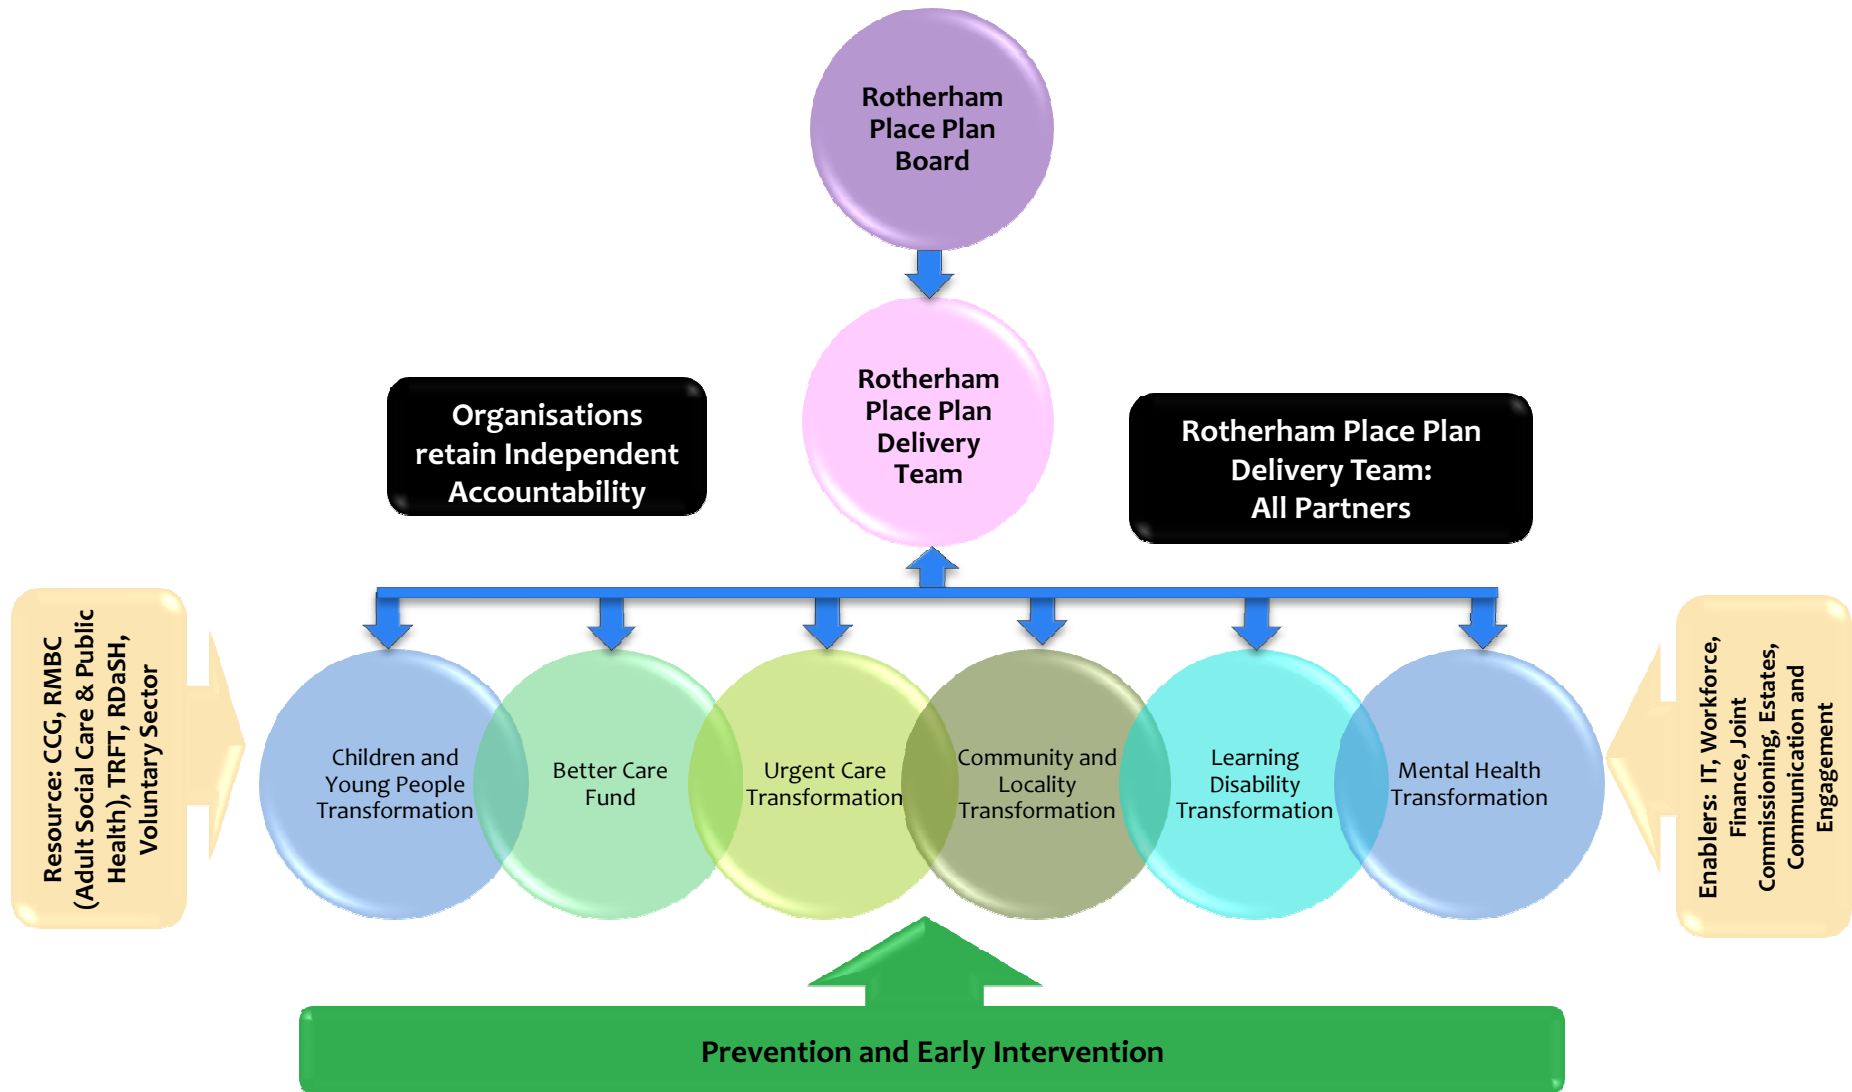 Rotherham
Place Plan
Board
Rotherham
Place Plan
Delivery
Team
Organisations
retain Independent
Accountability
Rotherham Place Plan
Delivery Team:
All Partners
Resource: CCG, RMBC
(Adult Social Care & Public
Health), TRFT, RDaSH,
Voluntary Sector
Children and
Young People
Transformation
Better Care
Fund
Urgent Care
Transformation
Community and
Locality
Transformation
Learning
Disability
Transformation
Mental Health
Transformation
Enablers: IT, Workforce,
Finance, Joint
Commissioning, Estates,
Communication and
Engagement
Prevention and Early Intervention